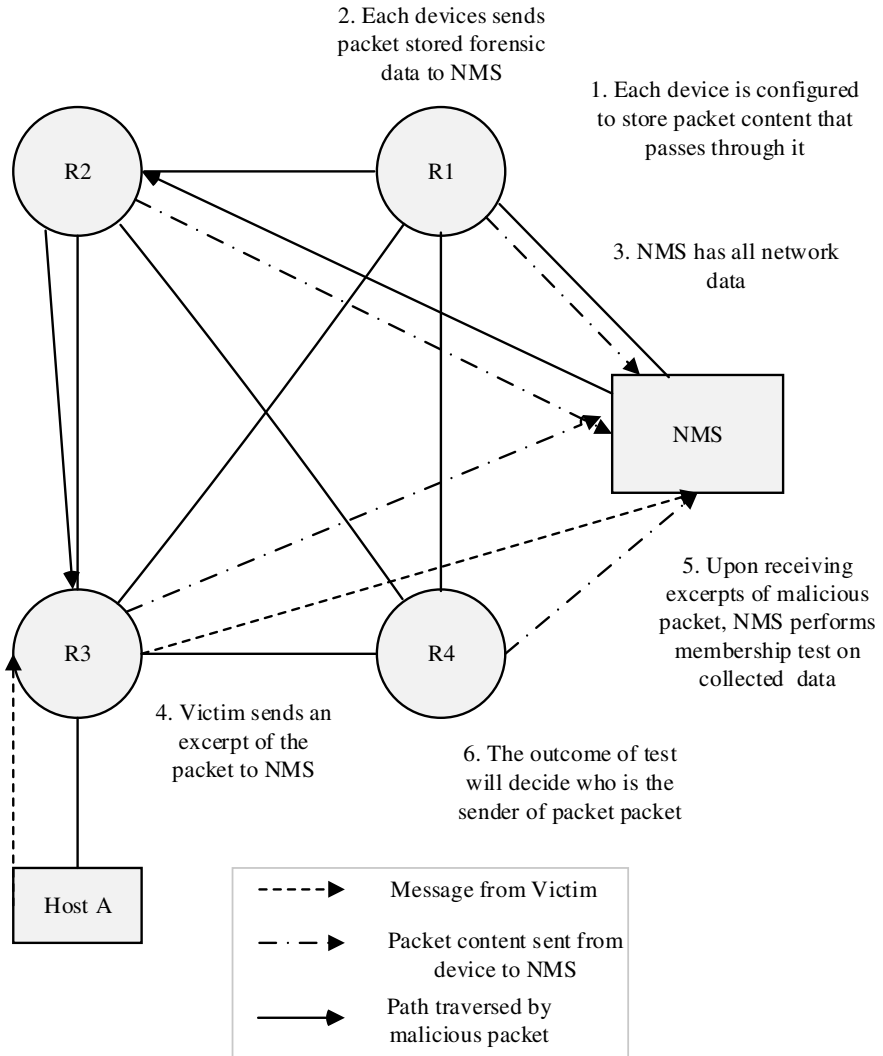 2. Each devices sends
packet stored forensic
data to NMS
1. Each device is configured
to store packet content that
passes through it
R2
R1
3. NMS has all network
data
NMS
5. Upon receiving
excerpts of malicious
packet, NMS performs
membership test on
collected data
R3
R4
4. Victim sends an
excerpt of the
packet to NMS
6. The outcome of test
will decide who is the
sender of packet packet
Host A
Message from Victim
Packet content sent from
device to NMS
Path traversed by
malicious packet